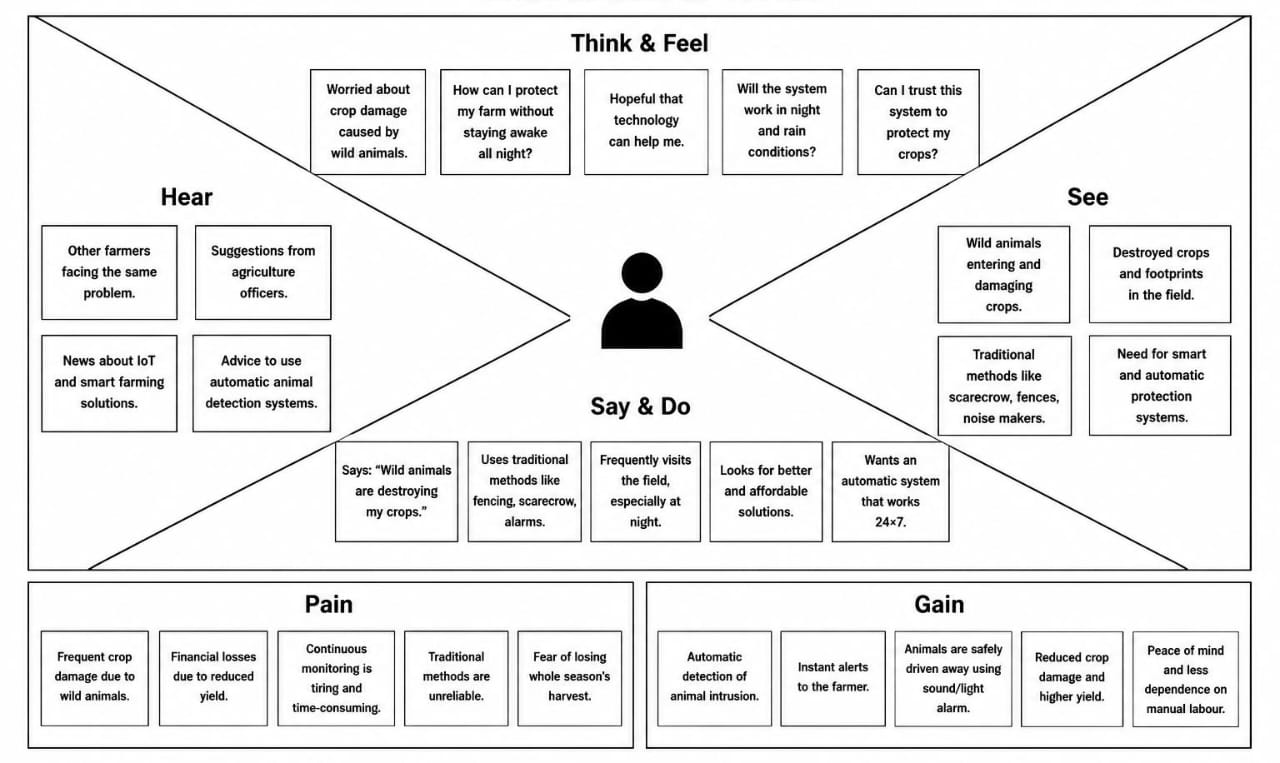 Think & Feel
Worried about
crop damage
caused by
wild animals.
How can I protect
my farm without
staying awake
all night?
Hopeful that
technology
can help me.
Will the system
work in night
and rain
conditions?
Can I trust this
system to
protect my
crops?
Hear
Other farmers
facing the same
problem.
Suggestions from
agriculture
officers.
News about IoT
and smart farming
solutions.
Advice to use
automatic animal
detection systems.
See
Wild animals
entering and
damaging
crops.
Destroyed crops
and footprints
in the field.
Traditional
methods like
scarecrow, fences,
noise makers.
Need for smart
and automatic
protection
systems.
Say & Do
Says: “Wild animals
are destroying
my crops.”
Uses traditional
methods like
fencing, scarecrow,
alarms.
Frequently visits
the field,
especially at
night.
Looks for better
and affordable
solutions.
Wants an
automatic system
that works
24×7.
Pain
Frequent crop
damage due to
wild animals.
Financial losses
due to reduced
yield.
Continuous
monitoring is
tiring and
time-consuming.
Traditional
methods are
unreliable.
Fear of losing
whole season's
harvest.
Gain
Automatic
detection of
animal intrusion.
Instant alerts
to the farmer.
Animals are safely
driven away using
sound/light
alarm.
Reduced crop
damage and
higher yield.
Peace of mind
and less
dependence on
manual labour.